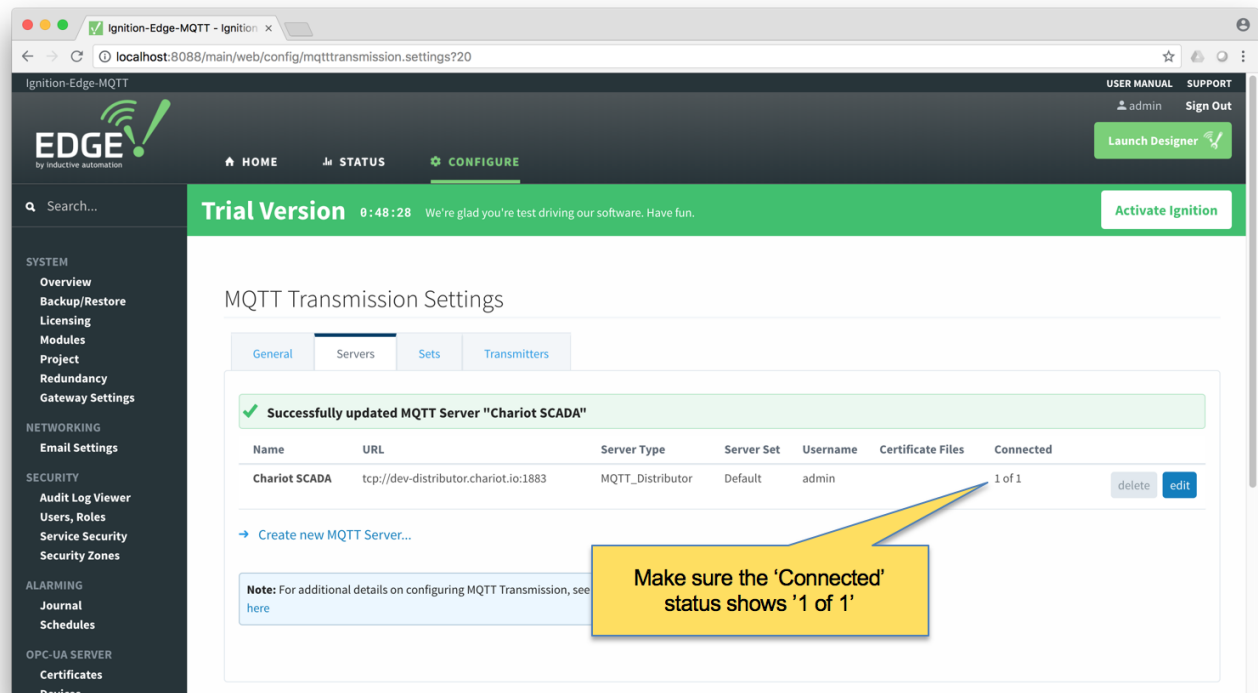 Ignition-Edge-MQTT - Ignition
localhost:8088/main/web/config/mqtttransmission.settings?20
Ignition-Edge-MQTT
USER MANUAL SUPPORT
admin Sign Out
EDGE
by inductive automation
Launch Designer
HOME STATUS CONFIGURE
Search...
Trial Version 0:48:28 We're glad you're test driving our software. Have fun.
Activate Ignition
SYSTEM
Overview
Backup/Restore
Licensing
Modules
Project
Redundancy
Gateway Settings
NETWORKING
Email Settings
SECURITY
Audit Log Viewer
Users, Roles
Service Security
Security Zones
ALARMING
Journal
Schedules
OPC-UA SERVER
Certificates
Devices
MQTT Transmission Settings
General Servers Sets Transmitters
Successfully updated MQTT Server "Chariot SCADA"
Name URL Server Type Server Set Username Certificate Files Connected
Chariot SCADA tcp://dev-distributor.chariot.io:1883 MQTT_Distributor Default admin 1 of 1
delete edit
Create new MQTT Server...
Note: For additional details on configuring MQTT Transmission, see
here
Make sure the ‘Connected’
status shows ’1 of 1’